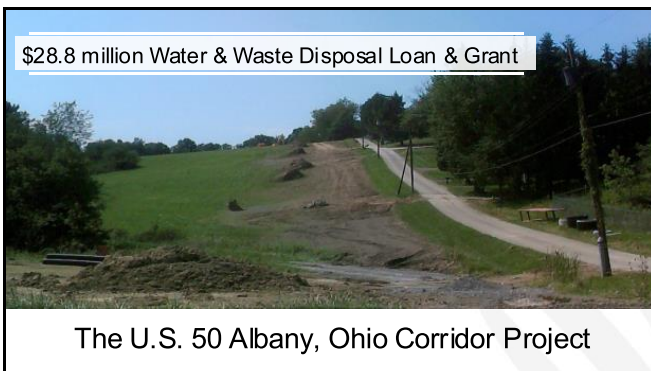 $28.8 million Water & Waste Disposal Loan & Grant
The U.S. 50 Albany, Ohio Corridor Project